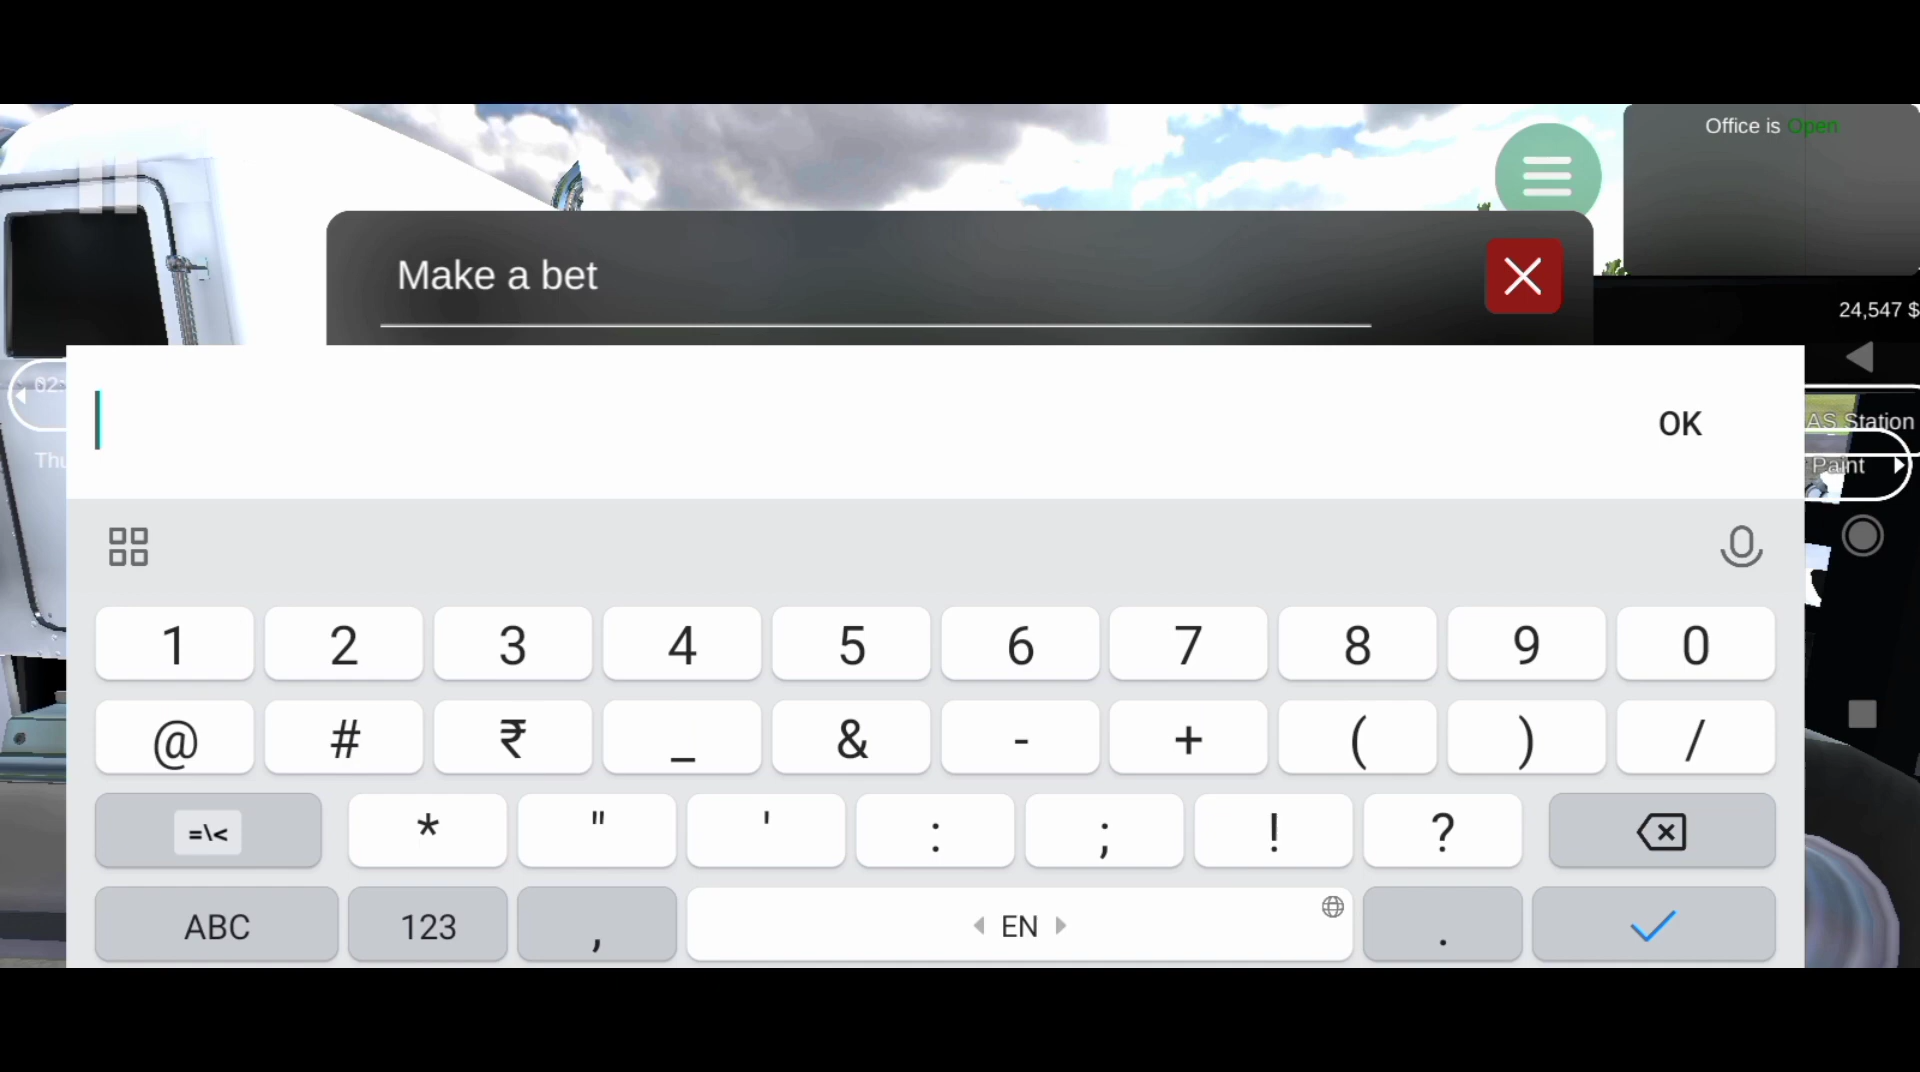 Office is Open
Make a bet
24,547 $
Thu
OK
AS Station
Paint
1 2 3 4 5 6 7 8 9 0
@ # ₹ _ & - + ( ) /
=\< * " ' : ; ! ?
ABC 123 , EN .